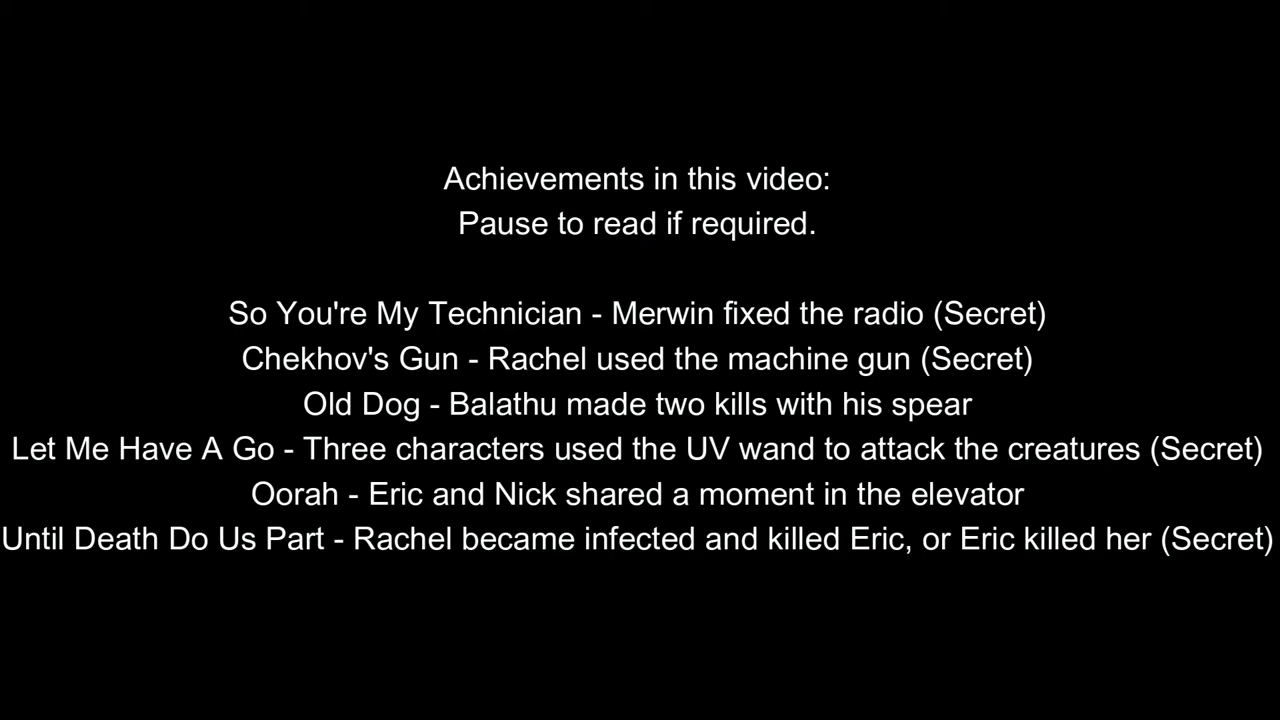 Achievements in this video:
Pause to read if required.
So You're My Technician - Merwin fixed the radio (Secret)
Chekhov's Gun - Rachel used the machine gun (Secret)
Old Dog - Balathu made two kills with his spear
Let Me Have A Go - Three characters used the UV wand to attack the creatures (Secret)
Oorah - Eric and Nick shared a moment in the elevator
Until Death Do Us Part - Rachel became infected and killed Eric, or Eric killed her (Secret)